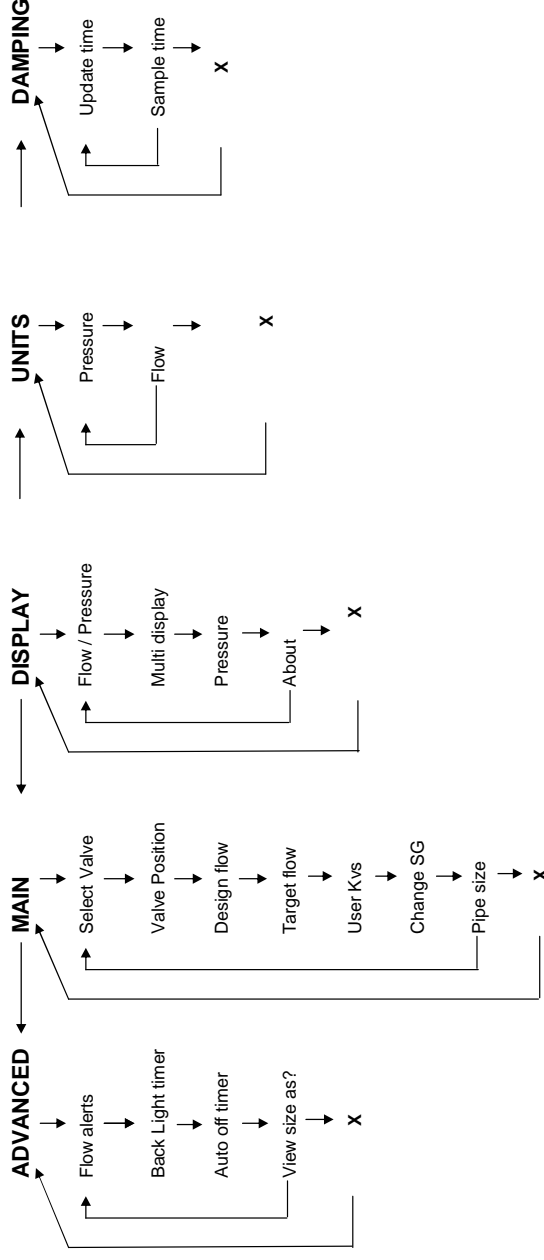 ADVANCED
Flow alerts
Back Light timer
Auto off timer
View size as?
X
MAIN
Select Valve
Valve Position
Design flow
Target flow
User Kvs
Change SG
Pipe size
X
DISPLAY
Flow / Pressure
Multi display
Pressure
About
X
UNITS
Pressure
Flow
X
DAMPING
Update time
Sample time
X